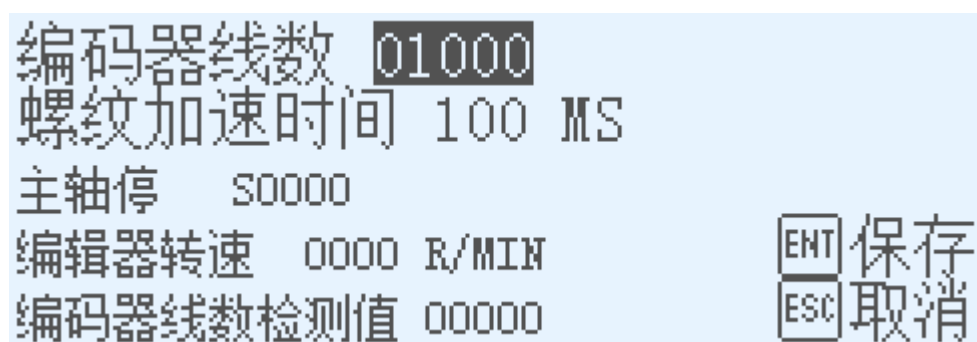 编码器线数 01000
螺纹加速时间 100 MS
主轴停 S0000
编辑器转速 0000 R/MIN
ENT 保存
编码器线数检测值 00000
ESC 取消